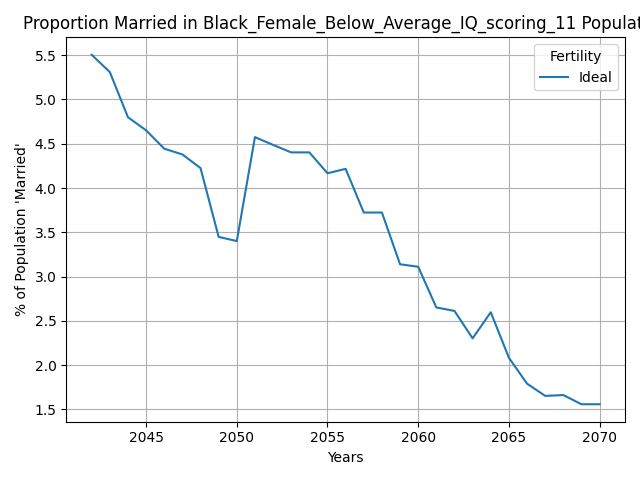 Proportion Married in Black_Female_Below_Average_IQ_scoring_11 Populat
Fertility
Ideal
% of Population 'Married'
5.5
5.0
4.5
4.0
3.5
3.0
2.5
2.0
1.5
2045 2050 2055 2060 2065 2070
Years